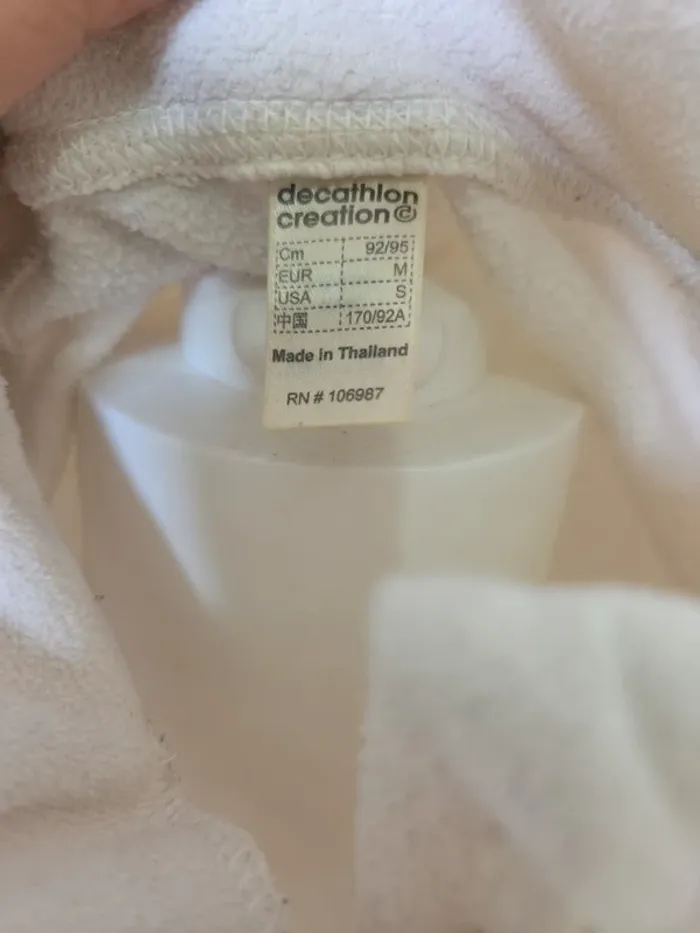 decathlon
creation ©
Cm 92/95
EUR M
USA S
中国 170/92A
Made in Thailand
RN # 106987